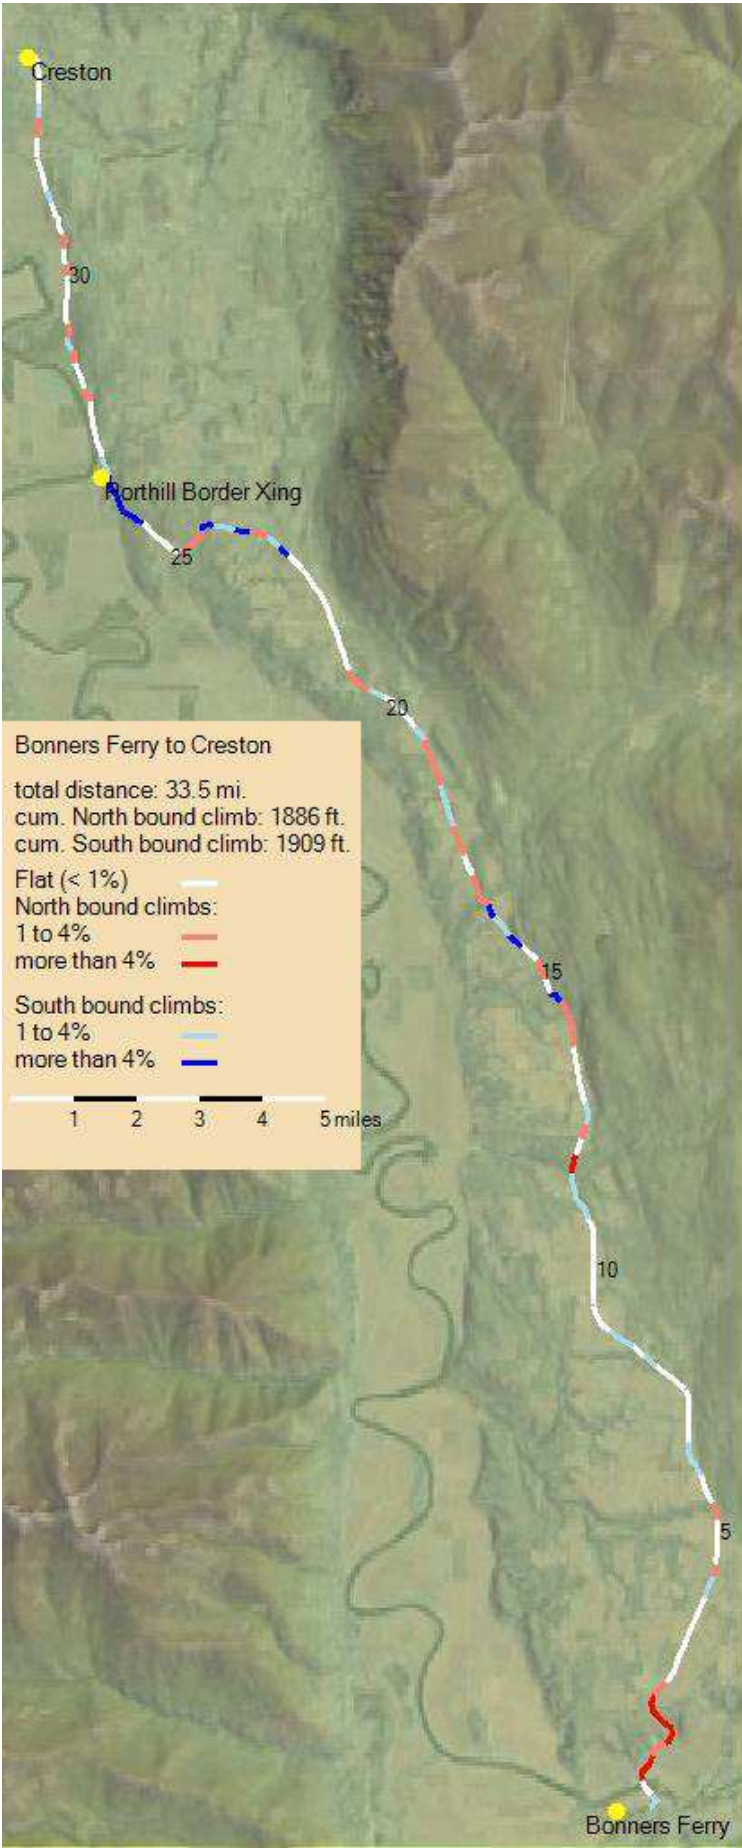 Creston
30
Porthill Border Xing
25
20
Bonners Ferry to Creston
total distance: 33.5 mi.
cum. North bound climb: 1886 ft.
cum. South bound climb: 1909 ft.
Flat (< 1%)
North bound climbs:
1 to 4%
more than 4%
15
South bound climbs:
1 to 4%
more than 4%
1 2 3 4 5 miles
10
5
Bonners Ferry